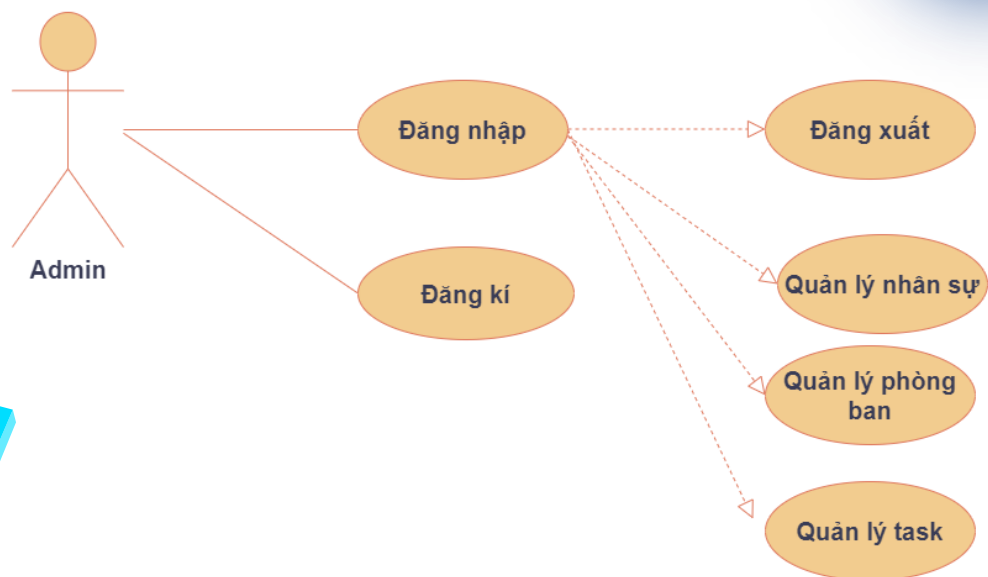 Đăng nhập
Đăng xuất
Admin
Đăng kí
Quản lý nhân sự
Quản lý phòng
ban
Quản lý task